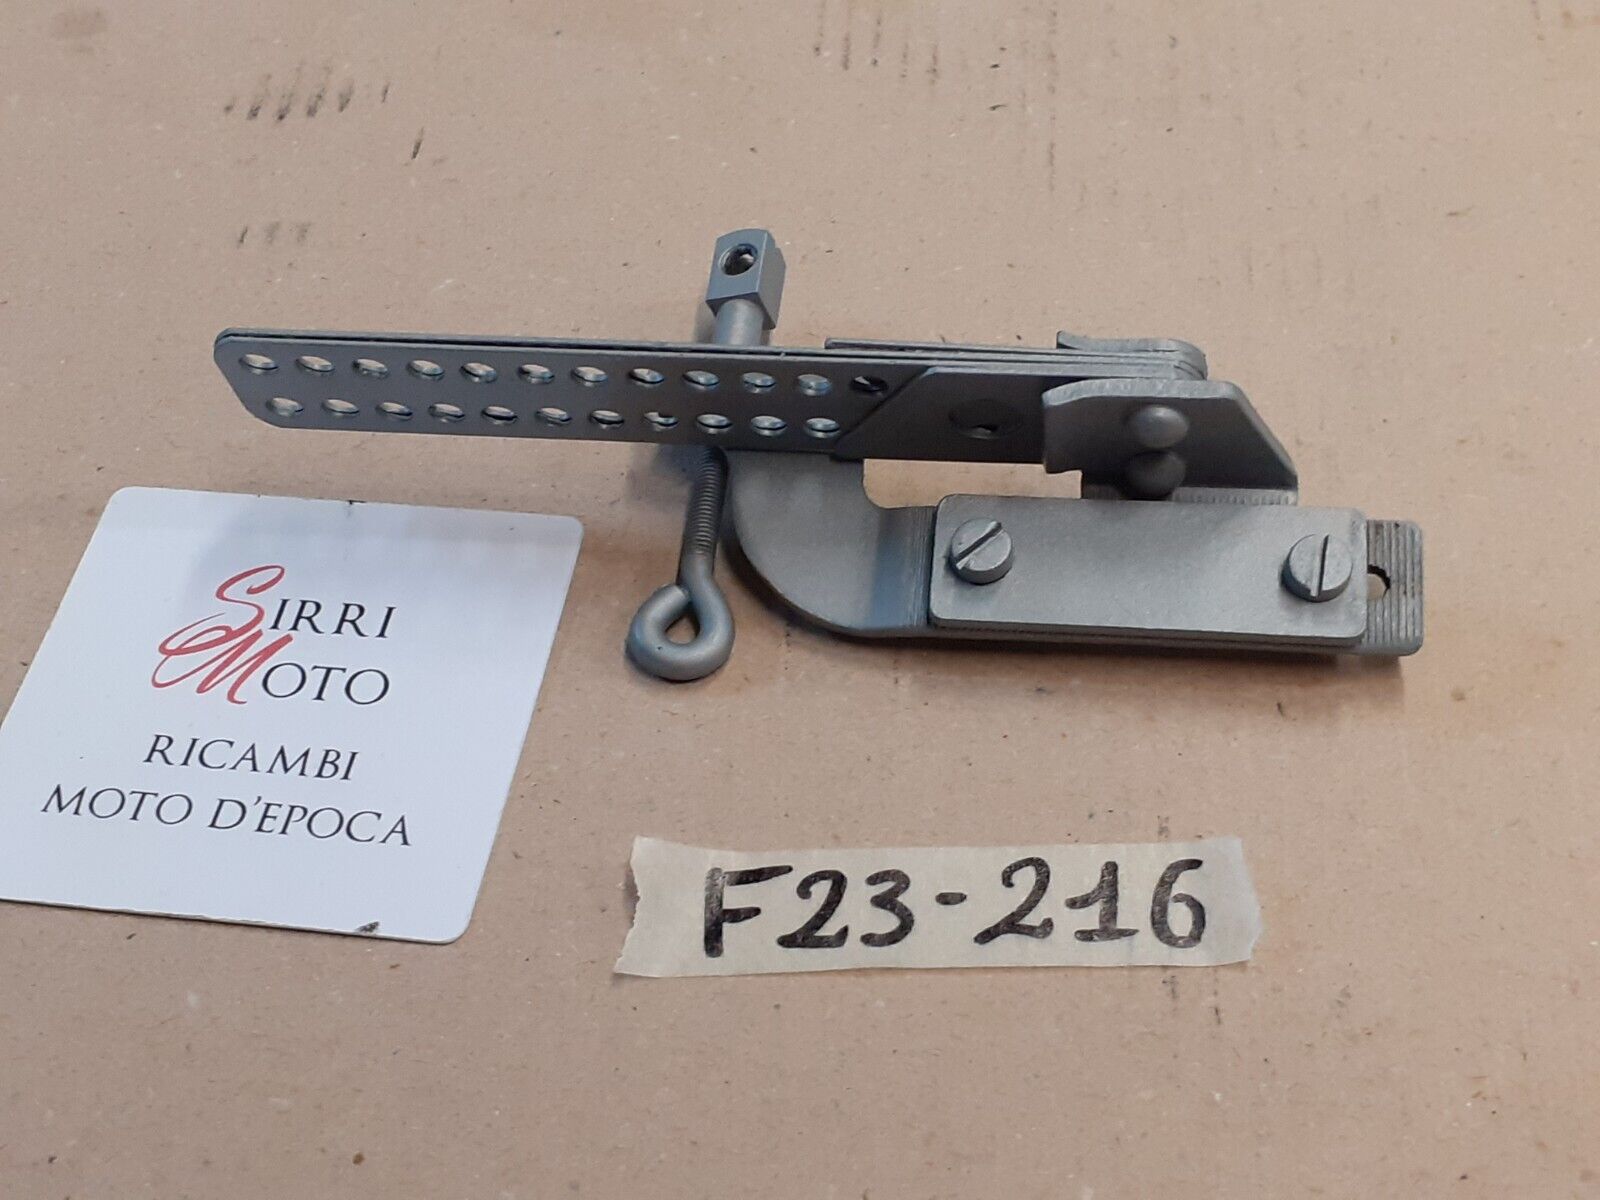 SIRRI
MOTO
RICAMBI
MOTO D'EPOCA
F23-216